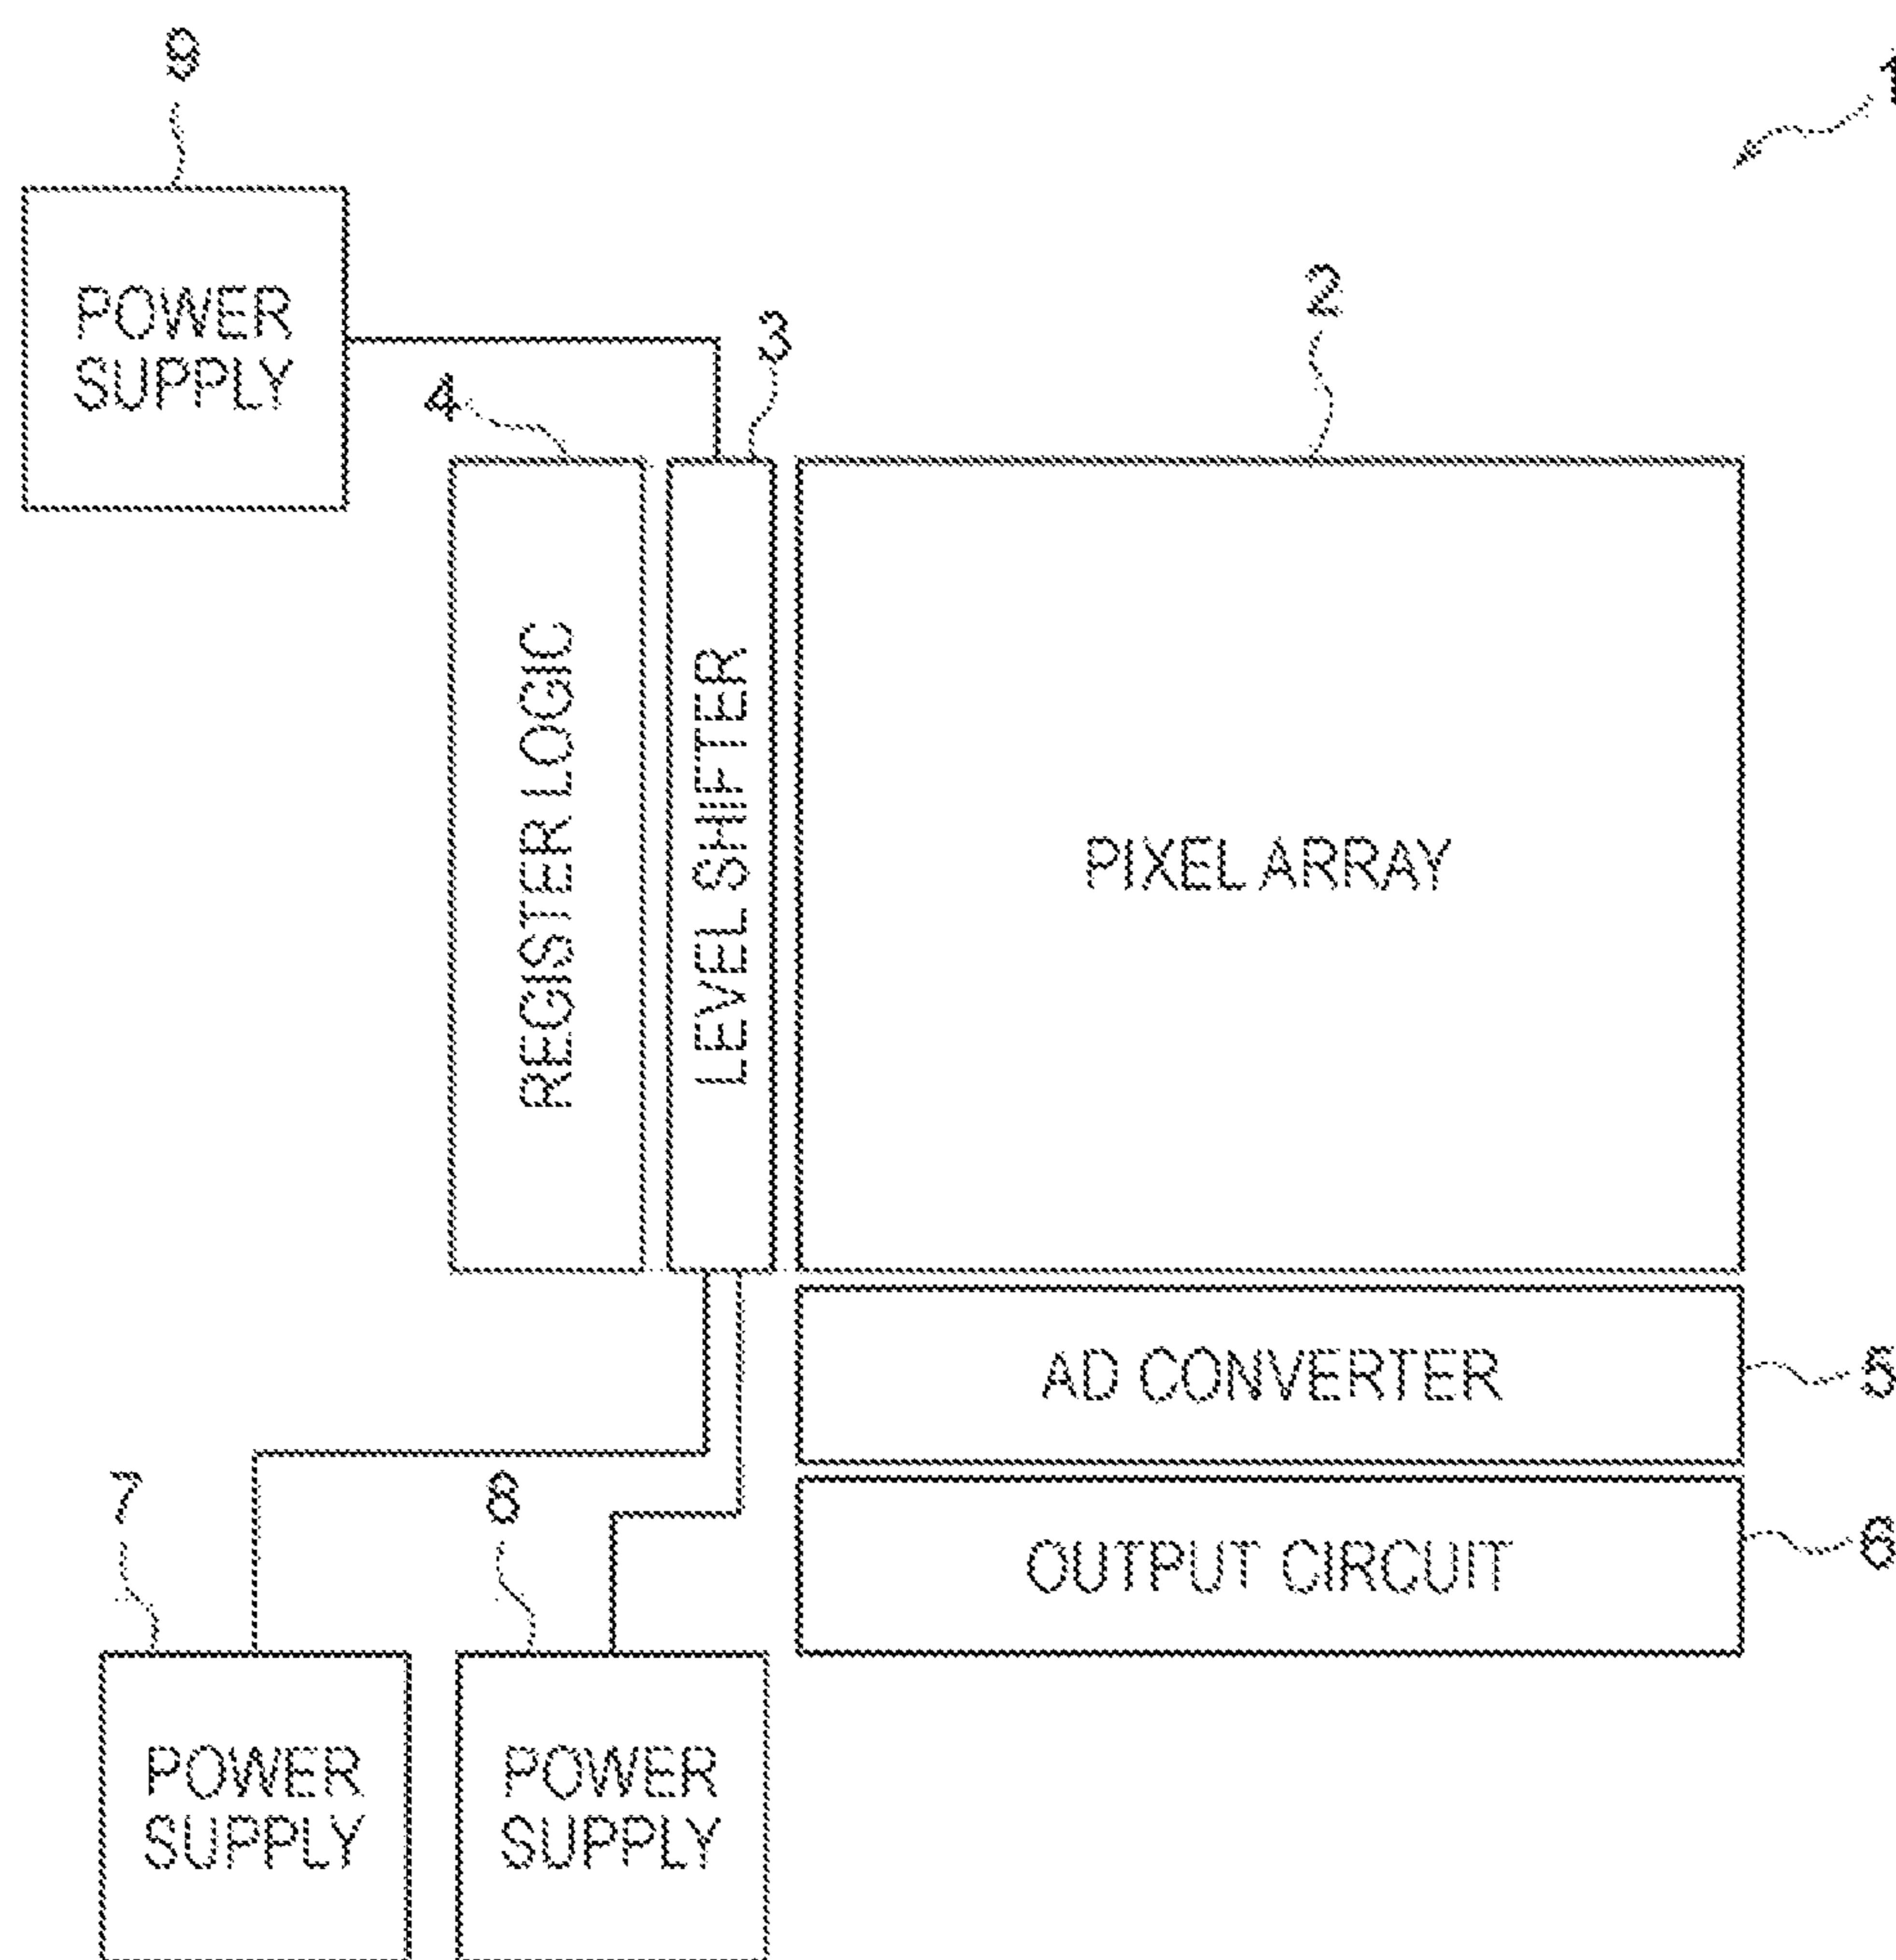 9
1
POWER
SUPPLY
2
3
4
REGISTER LOGIC
LEVEL SHIFTER
PIXEL ARRAY
AD CONVERTER
5
7
8
OUTPUT CIRCUIT
6
POWER
SUPPLY
POWER
SUPPLY